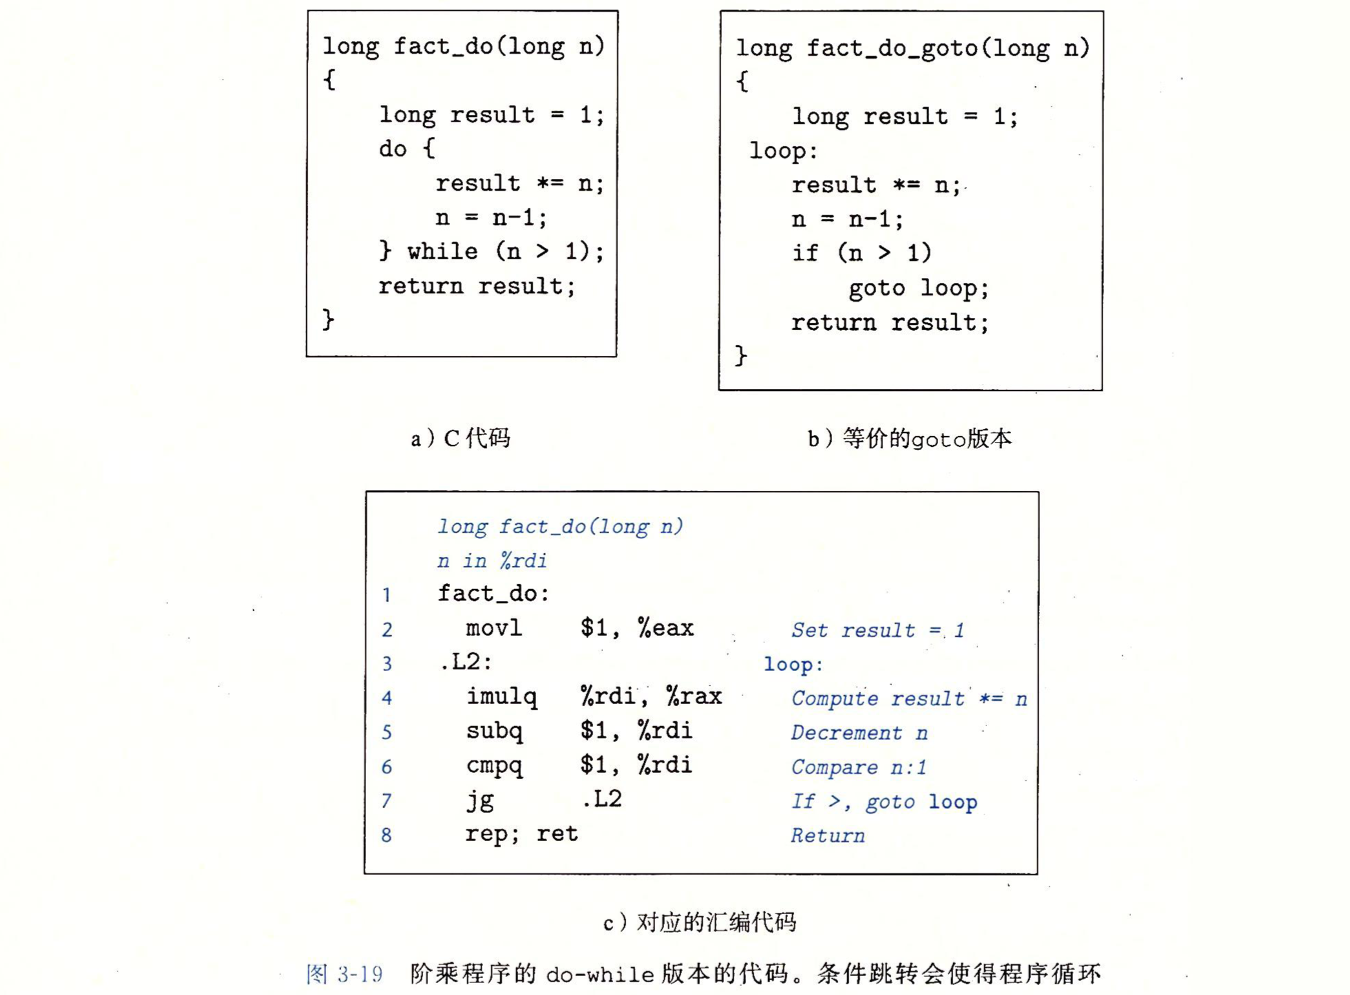 long fact_do(long n)
{
    long result = 1;
    do {
        result *= n;
        n = n-1;
    } while (n > 1);
    return result;
}
a）C 代码
long fact_do_goto(long n)
{
    long result = 1;
 loop:
    result *= n;
    n = n-1;
    if (n > 1)
        goto loop;
    return result;
}
b）等价的goto版本
long fact_do(long n)
n in %rdi
1 fact_do:
2 movl $1, %eax Set result = 1
3 .L2: loop:
4 imulq %rdi, %rax Compute result *= n
5 subq $1, %rdi Decrement n
6 cmpq $1, %rdi Compare n:1
7 jg .L2 If >, goto loop
8 rep; ret Return
c）对应的汇编代码
图 3-19 阶乘程序的 do-while 版本的代码。条件跳转会使得程序循环